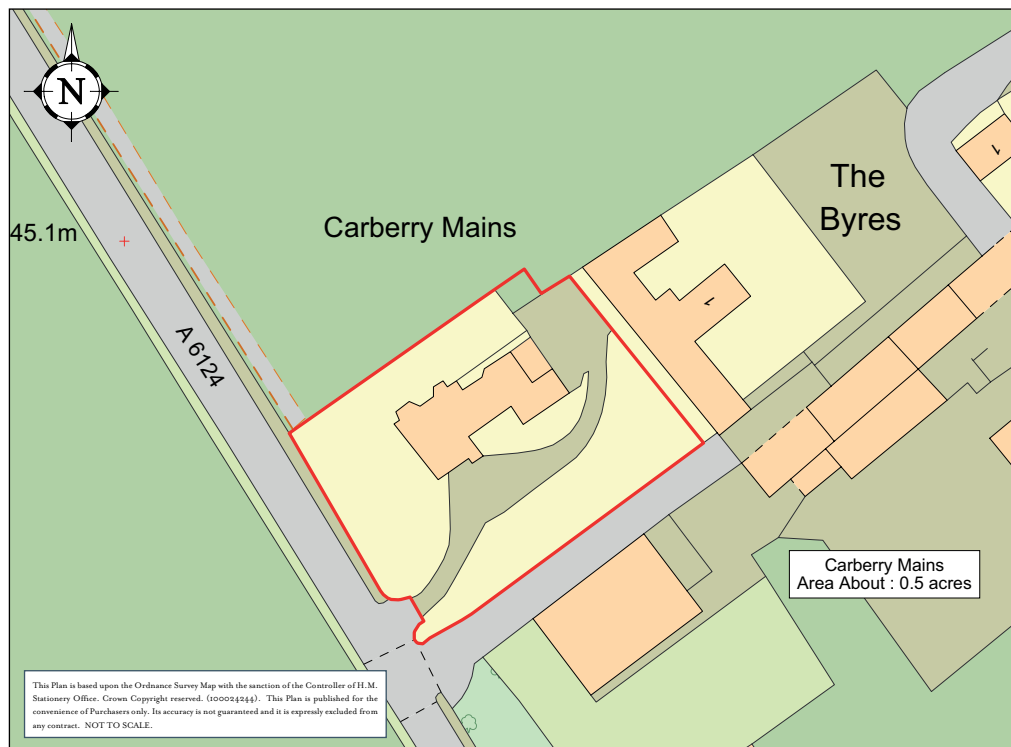 N
45.1m
Carberry Mains
The
Byres
1
1
A 6124
Carberry Mains
Area About : 0.5 acres
This Plan is based upon the Ordnance Survey Map with the sanction of the Controller of H.M.
Stationery Office. Crown Copyright reserved. (100024244). This Plan is published for the
convenience of Purchasers only. Its accuracy is not guaranteed and it is expressly excluded from
any contract. NOT TO SCALE.